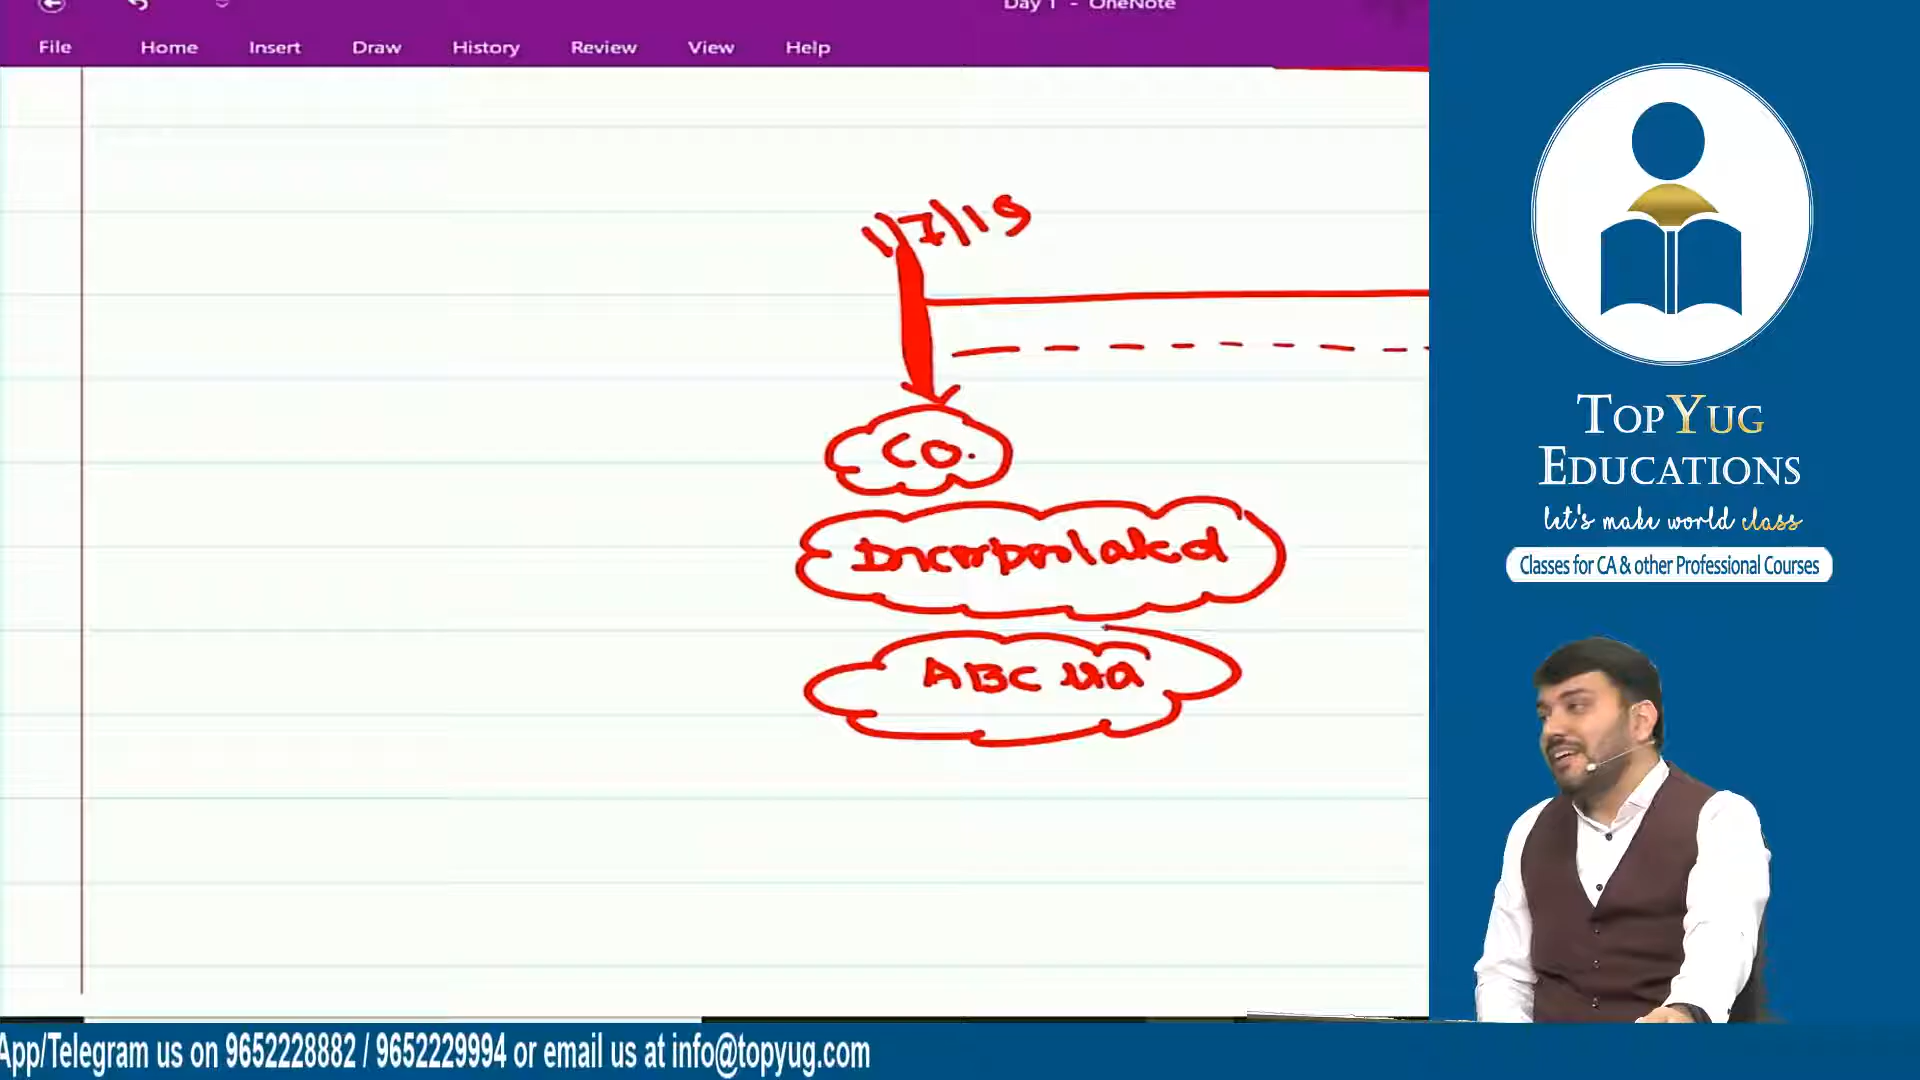 Day 1 - OneNote
File Home Insert Draw History Review View Help
1/7/19
CO.
Incorporated
ABC Ltd
TOPYUG
EDUCATIONS
let's make world class
Classes for CA & other Professional Courses
App/Telegram us on 9652228882 / 9652229994 or email us at info@topyug.com